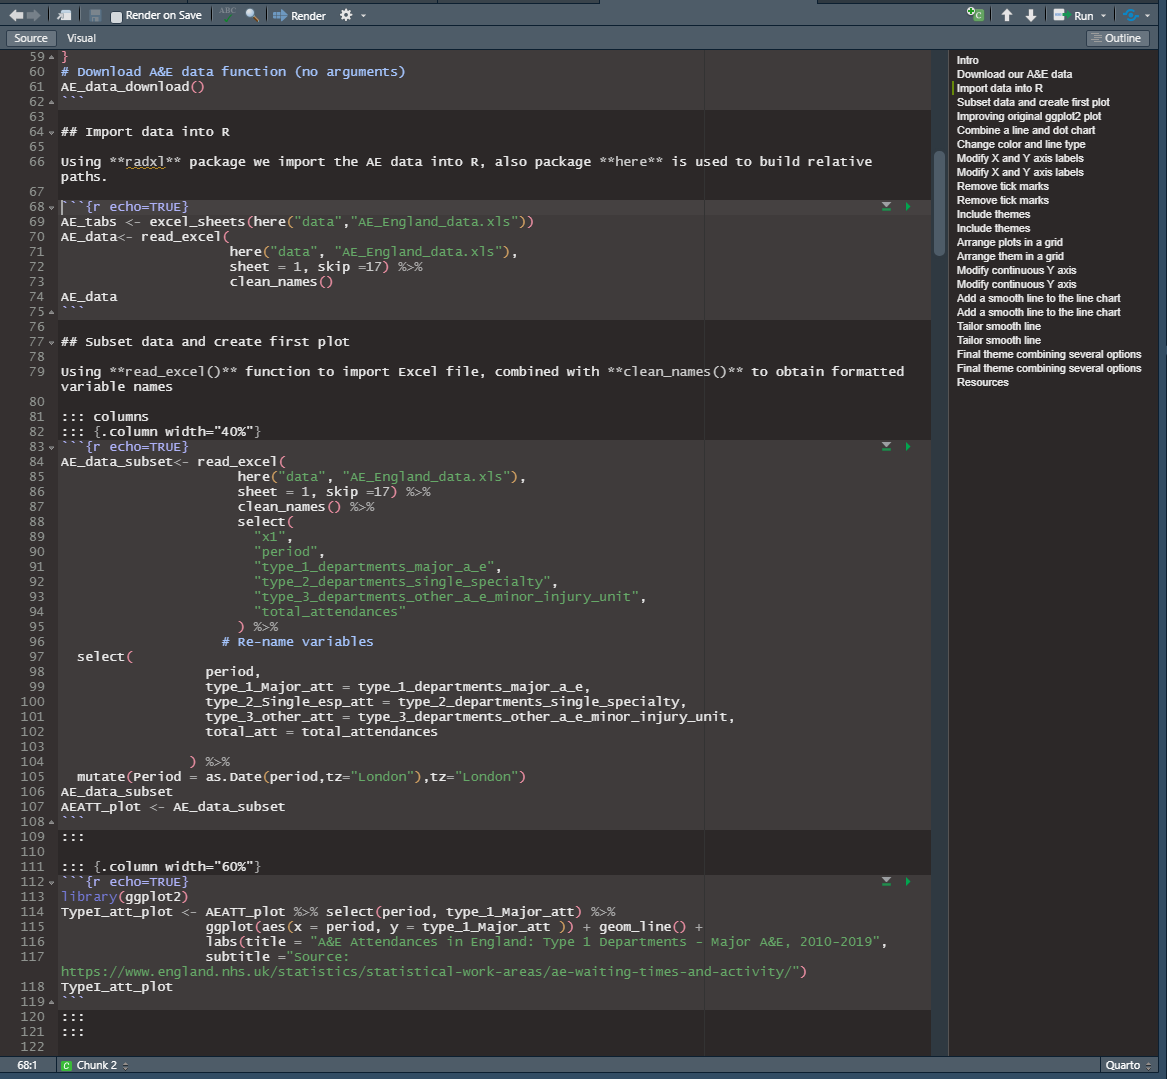 Render on Save
ABC
Render
Run
Source
Visual
Outline
59 }
60 # Download A&E data function (no arguments)
61 AE_data_download()
62 ```
63
64 ## Import data into R
65
66 Using **radxl** package we import the AE data into R, also package **here** is used to build relative
paths.
67
68 ```{r echo=TRUE}
69 AE_tabs <- excel_sheets(here("data","AE_England_data.xls"))
70 AE_data<- read_excel(
71 here("data", "AE_England_data.xls"),
72 sheet = 1, skip =17) %>%
73 clean_names()
74 AE_data
75 ```
76
77 ## Subset data and create first plot
78
79 Using **read_excel()** function to import Excel file, combined with **clean_names()** to obtain formatted
variable names
80
81 ::: columns
82 ::: {.column width="40%"}
83 ```{r echo=TRUE}
84 AE_data_subset<- read_excel(
85 here("data", "AE_England_data.xls"),
86 sheet = 1, skip =17) %>%
87 clean_names() %>%
88 select(
89 "x1",
90 "period",
91 "type_1_departments_major_a_e",
92 "type_2_departments_single_specialty",
93 "type_3_departments_other_a_e_minor_injury_unit",
94 "total_attendances"
95 ) %>%
96 # Re-name variables
97 select(
98 period,
99 type_1_Major_att = type_1_departments_major_a_e,
100 type_2_Single_esp_att = type_2_departments_single_specialty,
101 type_3_other_att = type_3_departments_other_a_e_minor_injury_unit,
102 total_att = total_attendances
103
104 ) %>%
105 mutate(Period = as.Date(period,tz="London"),tz="London")
106 AE_data_subset
107 AEATT_plot <- AE_data_subset
108 ```
109 :::
110
111 ::: {.column width="60%"}
112 ```{r echo=TRUE}
113 library(ggplot2)
114 TypeI_att_plot <- AEATT_plot %>% select(period, type_1_Major_att) %>%
115 ggplot(aes(x = period, y = type_1_Major_att )) + geom_line() +
116 labs(title = "A&E Attendances in England: Type 1 Departments - Major A&E, 2010-2019",
117 subtitle ="Source:
https://www.england.nhs.uk/statistics/statistical-work-areas/ae-waiting-times-and-activity/")
118 TypeI_att_plot
119 ```
120 :::
121 :::
122
Intro
Download our A&E data
Import data into R
Subset data and create first plot
Improving original ggplot2 plot
Combine a line and dot chart
Change color and line type
Modify X and Y axis labels
Modify X and Y axis labels
Remove tick marks
Remove tick marks
Include themes
Include themes
Arrange plots in a grid
Arrange them in a grid
Modify continuous Y axis
Modify continuous Y axis
Add a smooth line to the line chart
Add a smooth line to the line chart
Tailor smooth line
Tailor smooth line
Final theme combining several options
Final theme combining several options
Resources
68:1
C Chunk 2
Quarto